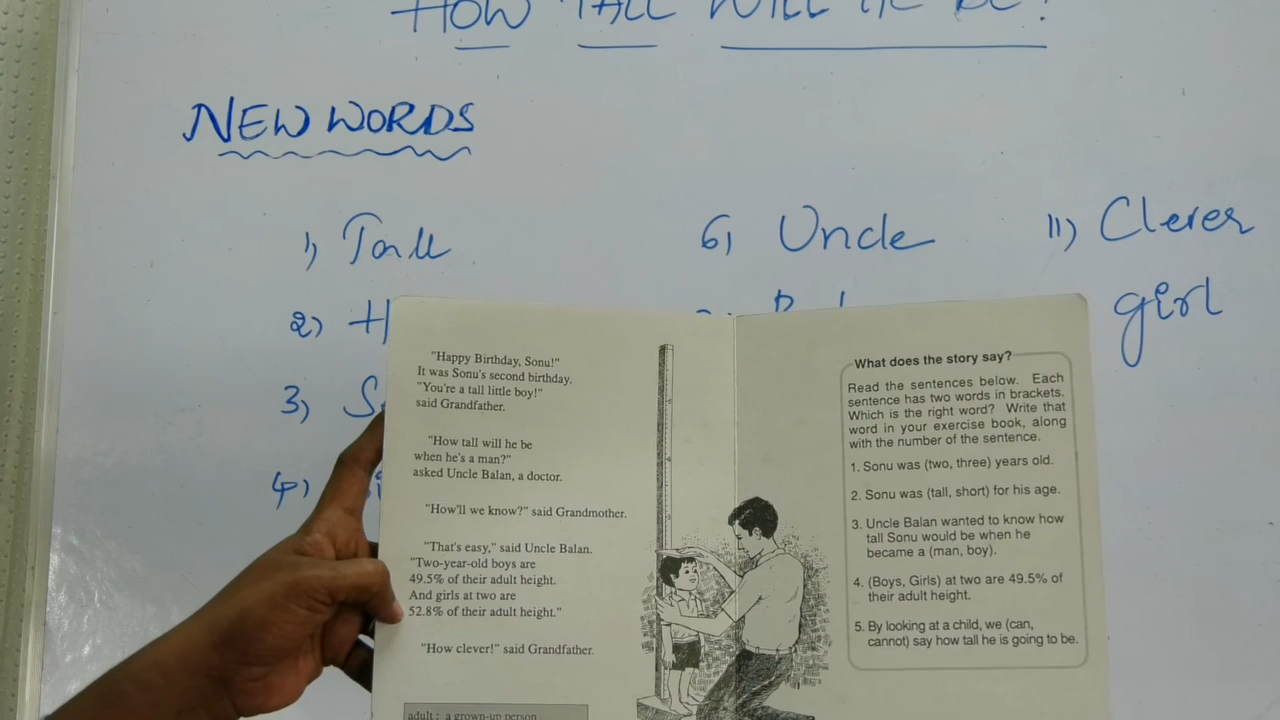 HOW TALL WILL HE BE?
NEW WORDS
1) Tall
2) H
3) S
4)
6) Uncle
11) Clever
girl
"Happy Birthday, Sonu!"
It was Sonu's second birthday.
"You're a tall little boy!"
said Grandfather.
"How tall will he be
when he's a man?"
asked Uncle Balan, a doctor.
"How'll we know?" said Grandmother.
"That's easy," said Uncle Balan.
"Two-year-old boys are
49.5% of their adult height.
And girls at two are
52.8% of their adult height."
"How clever!" said Grandfather.
adult : a grown-up person
What does the story say?
Read the sentences below. Each
sentence has two words in brackets.
Which is the right word? Write that
word in your exercise book, along
with the number of the sentence.
1. Sonu was (two, three) years old.
2. Sonu was (tall, short) for his age.
3. Uncle Balan wanted to know how
tall Sonu would be when he
became a (man, boy).
4. (Boys, Girls) at two are 49.5% of
their adult height.
5. By looking at a child, we (can,
cannot) say how tall he is going to be.